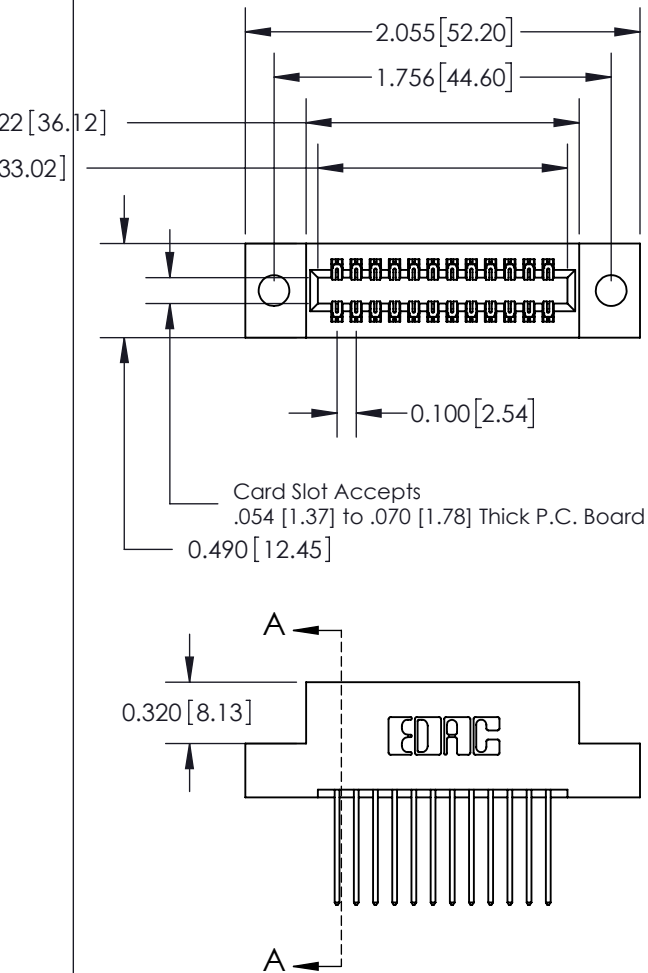 2.055[52.20]
1.756[44.60]
22[36.12]
33.02]
0.100[2.54]
Card Slot Accepts
.054 [1.37] to .070 [1.78] Thick P.C. Board
0.490[12.45]
A
0.320[8.13]
EDAC
A